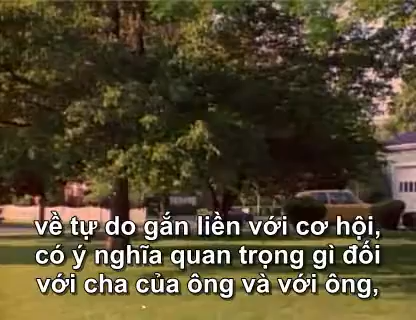 về tự do gắn liền với cơ hội,
có ý nghĩa quan trọng gì đối
với cha của ông và với ông,